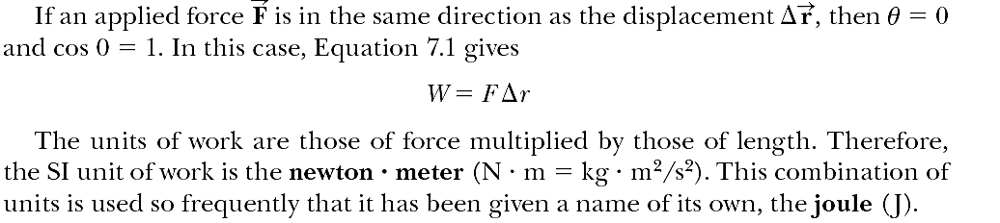 If an applied force F⃗ is in the same direction as the displacement Δr⃗, then θ = 0
and cos 0 = 1. In this case, Equation 7.1 gives
W = F Δr
The units of work are those of force multiplied by those of length. Therefore,
the SI unit of work is the newton · meter (N · m = kg · m²/s²). This combination of
units is used so frequently that it has been given a name of its own, the joule (J).